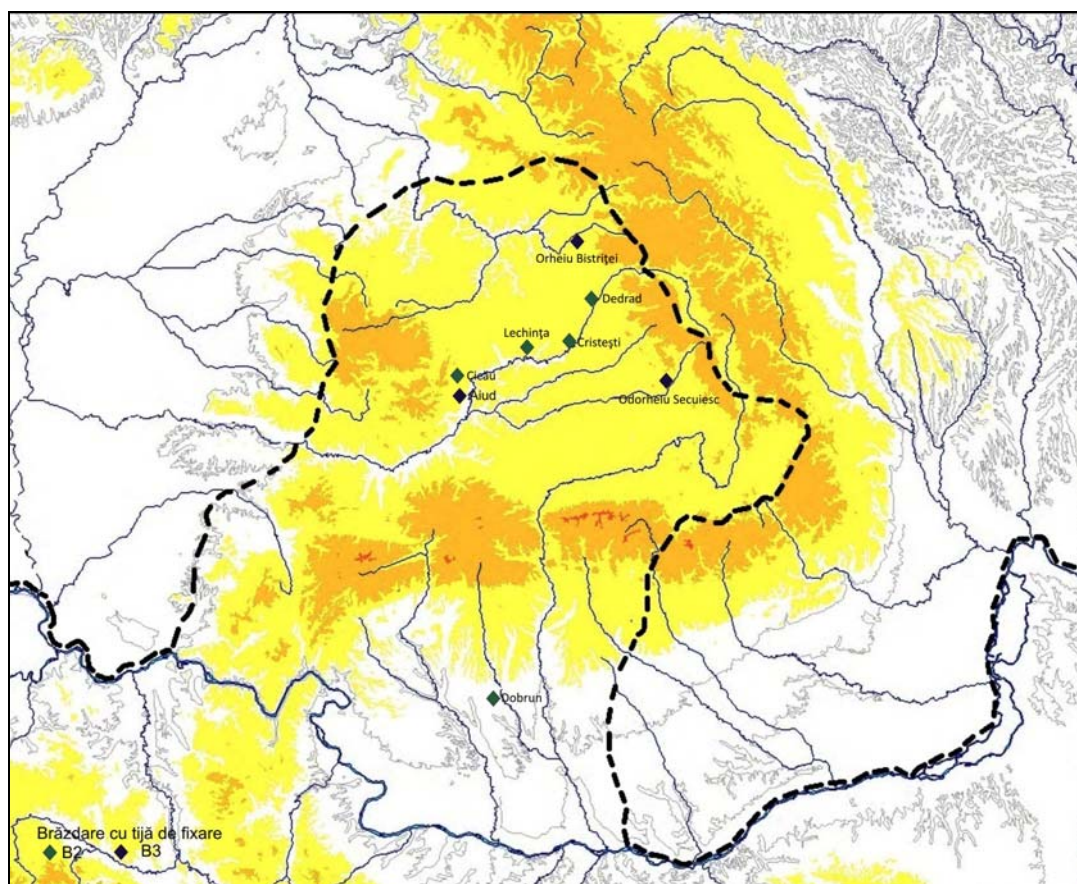 Orheiu Bistriței
Dedrad
Lechința
Cristești
Cicău
Aiud
Odorheiu Secuiesc
Dobrun
Brăzdare cu tijă de fixare
B2 B3